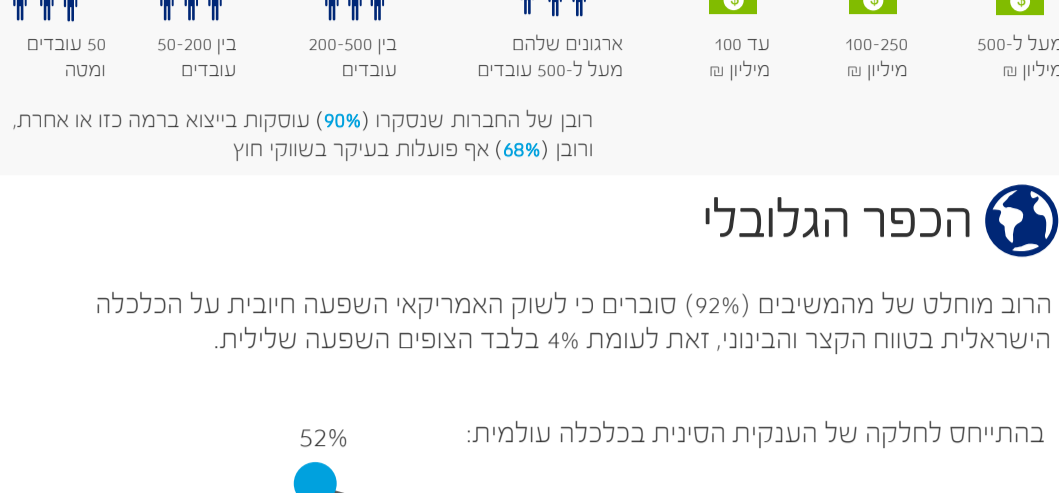 מעל ל-500
מיליון ₪
100-250
מיליון ₪
עד 100
מיליון ₪
ארגונים שלהם
מעל ל-500 עובדים
בין 200-500
עובדים
בין 50-200
עובדים
50 עובדים
ומטה
רובן של החברות שנסקרו (90%) עוסקות בייצוא ברמה כזו או אחרת,
ורובן (68%) אף פועלות בעיקר בשווקי חוץ
הכפר הגלובלי
הרוב מוחלט של מהמשיבים (92%) סוברים כי לשוק האמריקאי השפעה חיובית על הכלכלה
הישראלית בטווח הקצר והבינוני, זאת לעומת 4% בלבד הצופים השפעה שלילית.
בהתייחס לחלקה של הענקית הסינית בכלכלה עולמית:
52%